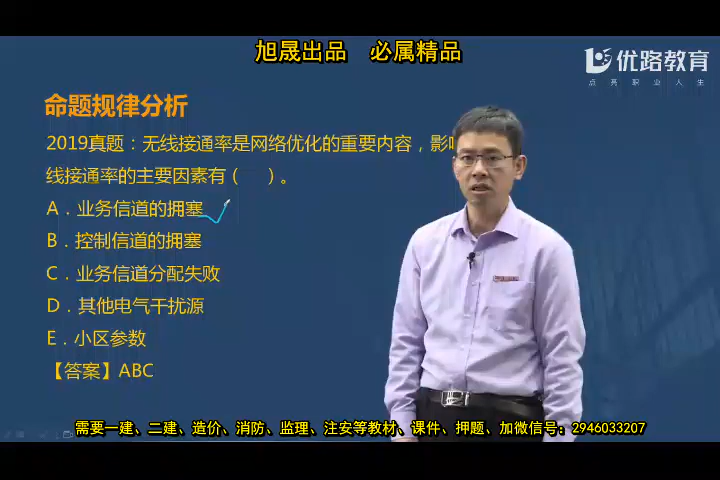 旭晟出品 必属精品
优路教育
点亮职业人生
命题规律分析
2019真题：无线接通率是网络优化的重要内容，影
线接通率的主要因素有（ ）。
A．业务信道的拥塞
B．控制信道的拥塞
C．业务信道分配失败
D．其他电气干扰源
E．小区参数
【答案】ABC
需要一建、二建、造价、消防、监理、注安等教材、课件、押题、加微信号：2946033207